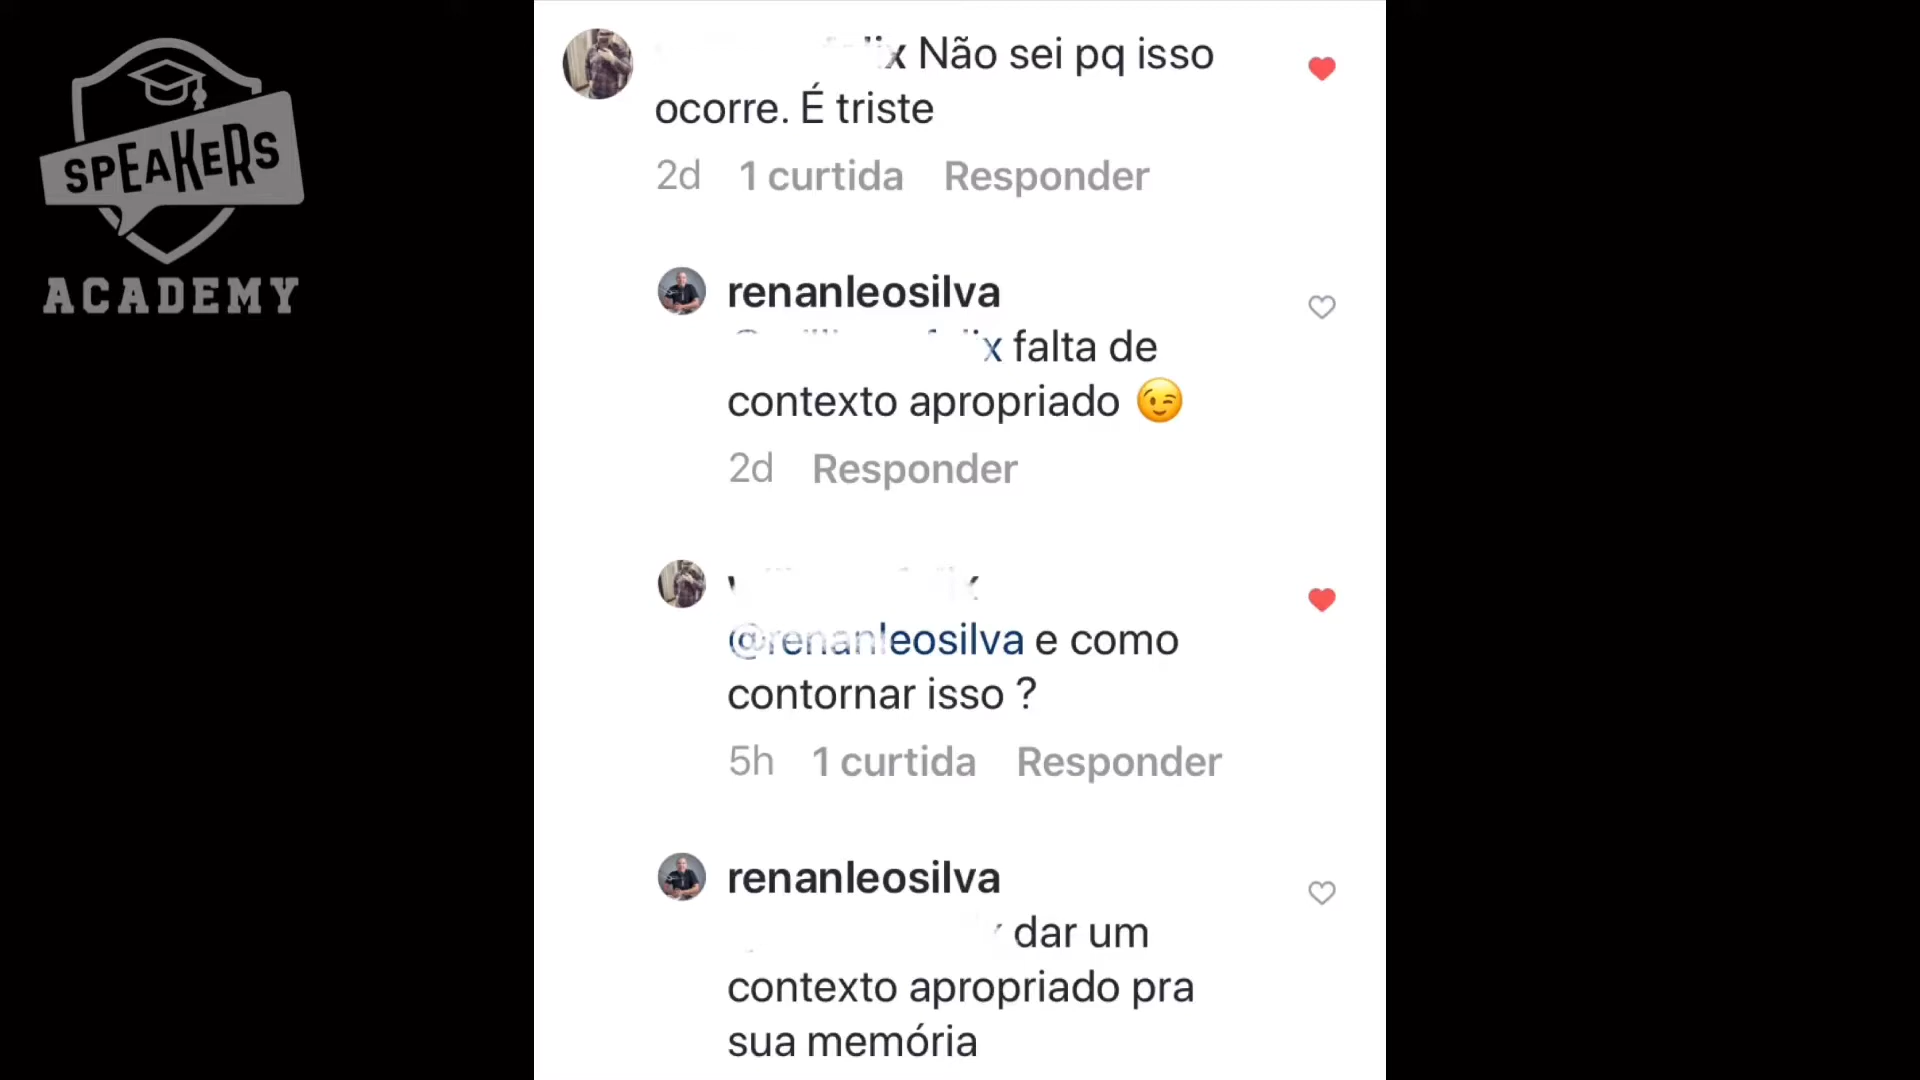 SPEAKERS
ACADEMY
Não sei pq isso
ocorre. É triste
2d 1 curtida Responder
renanleosilva
falta de
contexto apropriado 😉
2d Responder
@renanleosilva e como
contornar isso ?
5h 1 curtida Responder
renanleosilva
dar um
contexto apropriado pra
sua memória